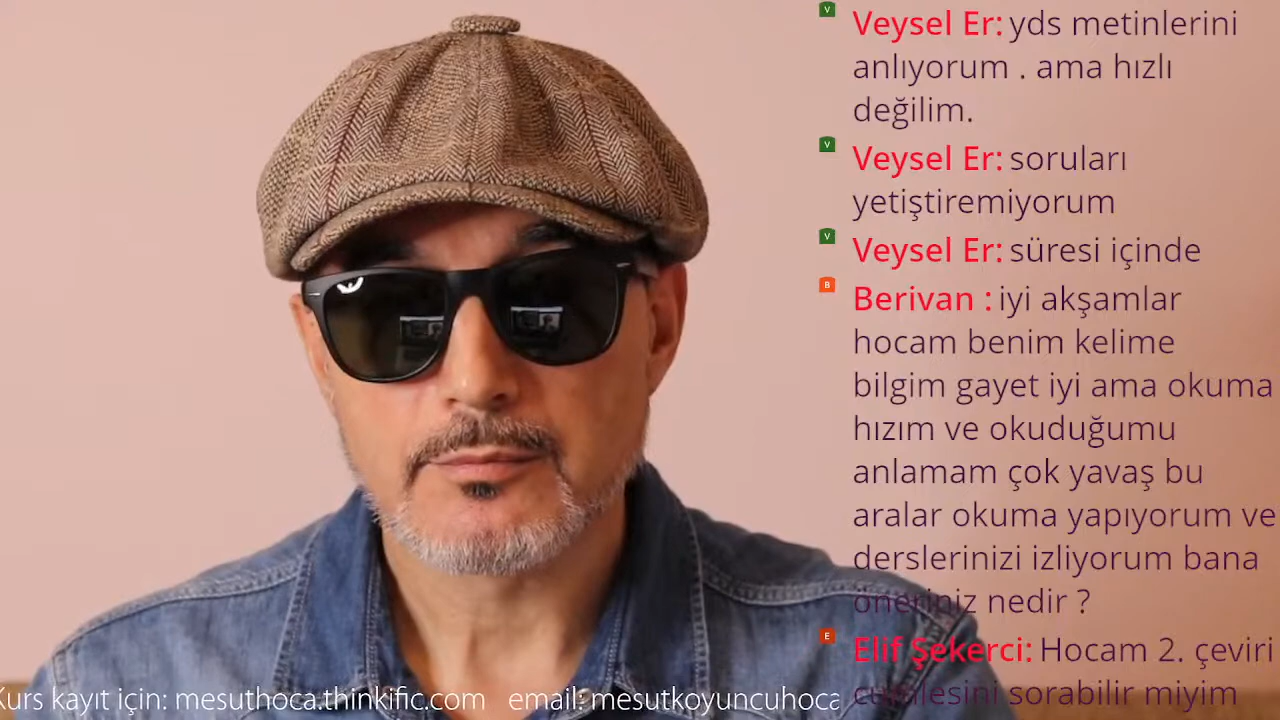 Veysel Er: yds metinlerini
anlıyorum . ama hızlı
değilim.
Veysel Er: soruları
yetiştiremiyorum
Veysel Er: süresi içinde
Berivan : iyi akşamlar
hocam benim kelime
bilgim gayet iyi ama okuma
hızım ve okuduğumu
anlamam çok yavaş bu
aralar okuma yapıyorum ve
derslerinizi izliyorum bana
öneriniz nedir ?
Elif Şekerci: Hocam 2. çeviri
cümlesini sorabilir miyim
Kurs kayıt için: mesuthoca.thinkific.com email: mesutkoyuncuhoca